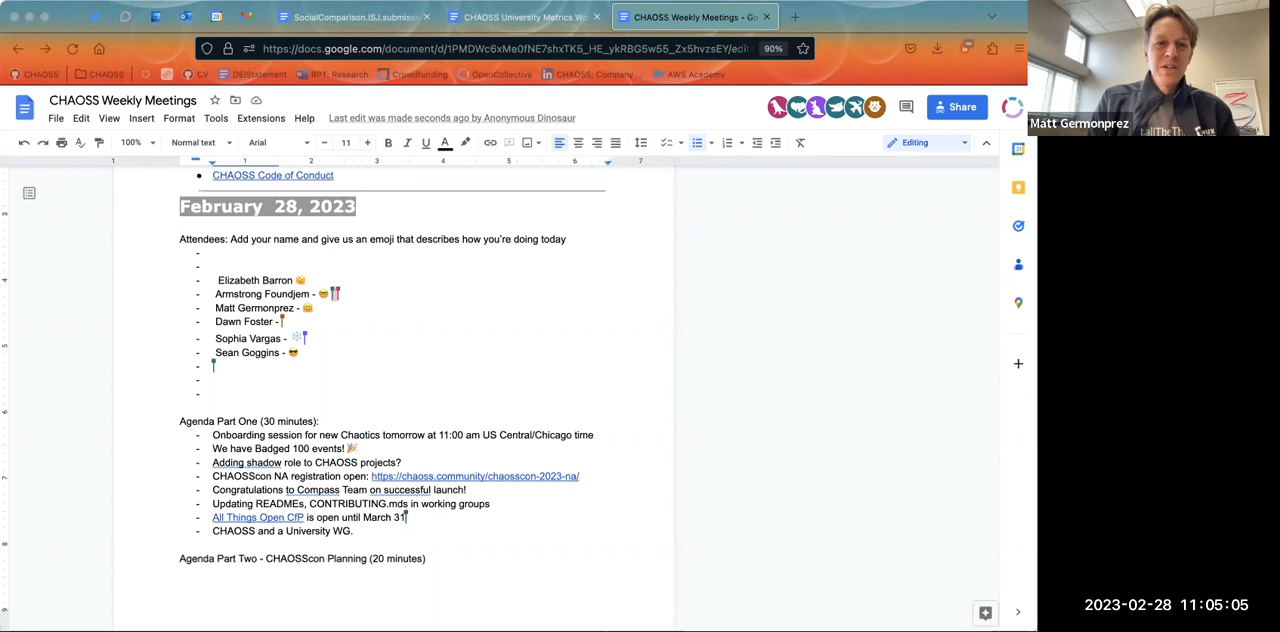 SocialComparison.ISJ.submiss
CHAOSS University Metrics Wo
CHAOSS Weekly Meetings - Go
https://docs.google.com/document/d/1PMDWc6xMe0fNE7shxTK5_HE_ykRBG5w55_Zx5hvzsEY/edit
90%
CHAOSS
CHAOSS
CV
DEIStatement
RPT: Research
Crowdfunding
OpenCollective
CHAOSS: Company...
AWS Academy
CHAOSS Weekly Meetings
File Edit View Insert Format Tools Extensions Help
Last edit was made seconds ago by Anonymous Dinosaur
Share
100% Normal text Arial - 11 + B I U A
Editing
1 1 2 3 4 5 6 7
CHAOSS Code of Conduct
February 28, 2023
Attendees: Add your name and give us an emoji that describes how you're doing today
-
-
- Elizabeth Barron 🫠
- Armstrong Foundjem - 🤓
- Matt Germonprez - 🤗
- Dawn Foster -
- Sophia Vargas - ❄️
- Sean Goggins - 😎
-
-
-
Agenda Part One (30 minutes):
- Onboarding session for new Chaotics tomorrow at 11:00 am US Central/Chicago time
- We have Badged 100 events! 🎉
- Adding shadow role to CHAOSS projects?
- CHAOSScon NA registration open: https://chaoss.community/chaosscon-2023-na/
- Congratulations to Compass Team on successful launch!
- Updating READMEs, CONTRIBUTING.mds in working groups
- All Things Open CfP is open until March 31
- CHAOSS and a University WG.
Agenda Part Two - CHAOSScon Planning (20 minutes)
Matt Germonprez
2023-02-28 11:05:05